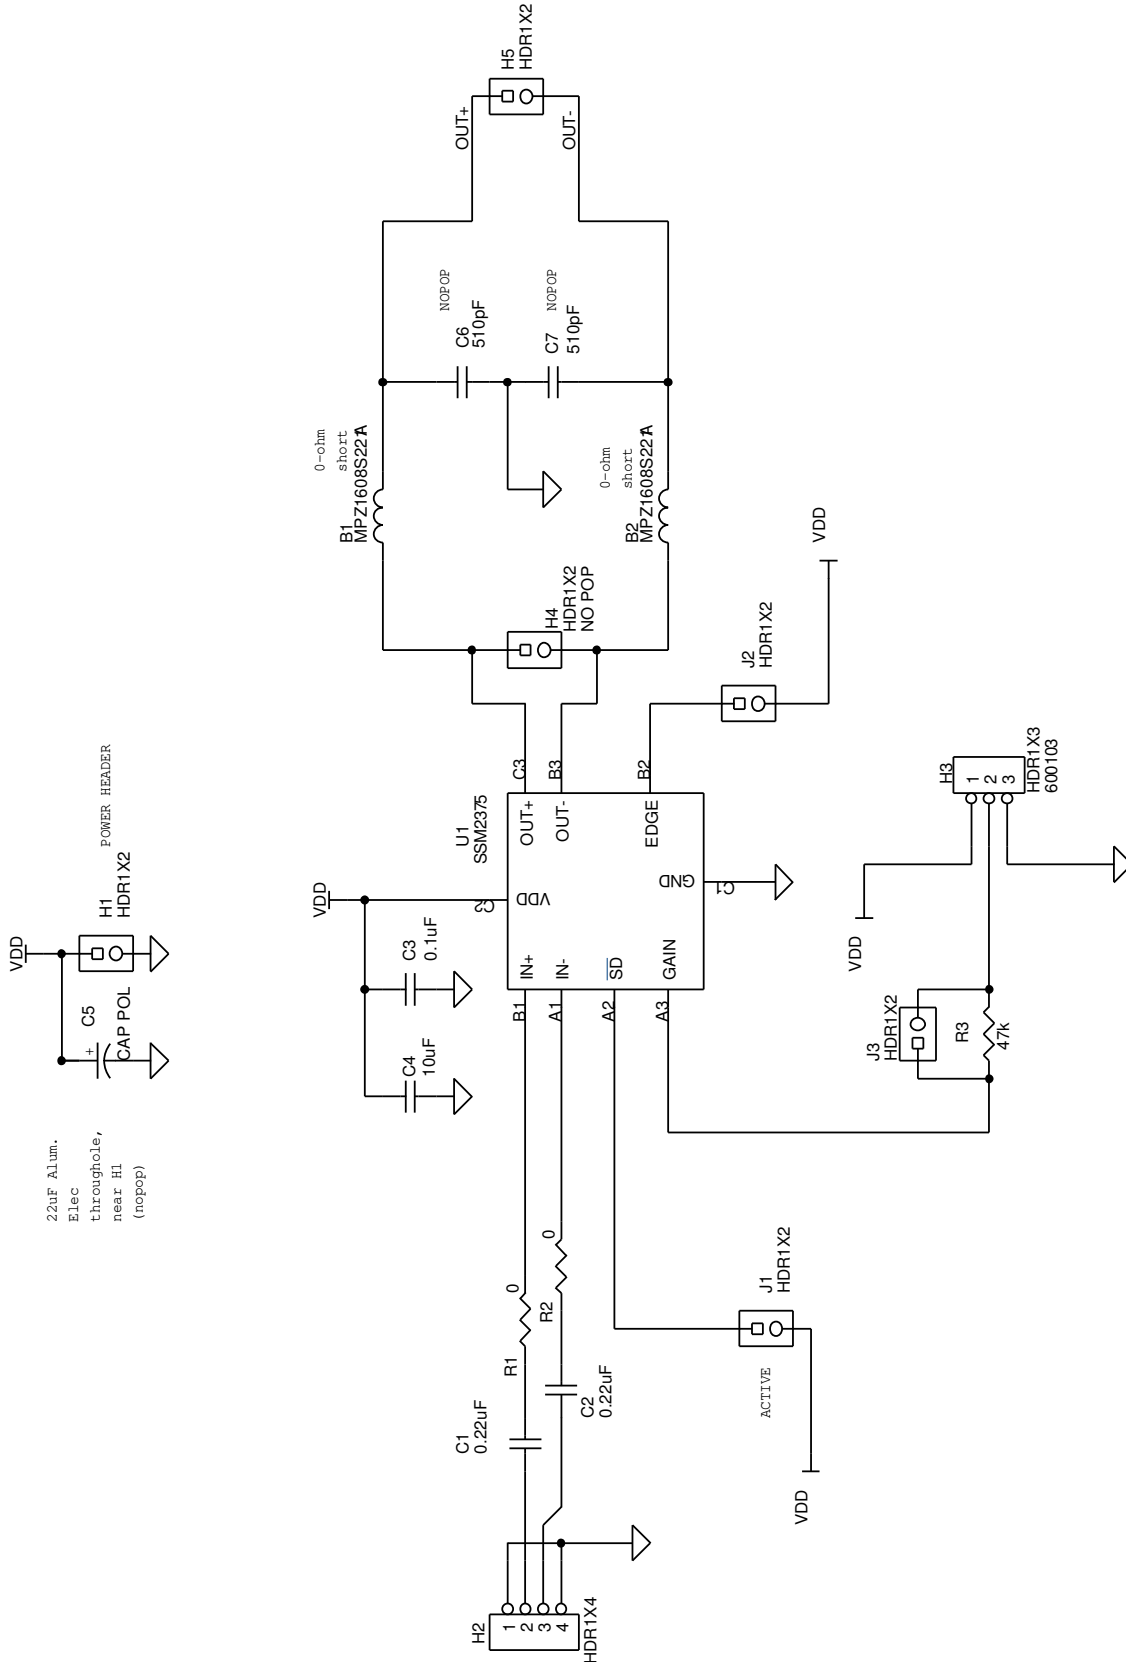 22uF Alum.
Elec
throughole,
near H1
(nopop)
VDD
C5
+
CAP POL
H1
HDR1X2
POWER HEADER
VDD
C4
10uF
C3
0.1uF
U1
SSM2375
C2
VDD
IN+
IN-
SD
GAIN
OUT+
OUT-
EDGE
GND
B1
A1
A2
A3
C3
B3
B2
C1
H2
1
2
3
4
HDR1X4
C1
0.22uF
R1
0
C2
0.22uF
R2
0
J1
HDR1X2
ACTIVE
VDD
J3
HDR1X2
R3
47k
VDD
H3
1
2
3
HDR1X3
600103
J2
HDR1X2
VDD
H4
HDR1X2
NO POP
B1
MPZ1608S221A
0-ohm
short
B2
MPZ1608S221A
0-ohm
short
C6
510pF
NOPOP
C7
510pF
NOPOP
OUT+
OUT-
H5
HDR1X2